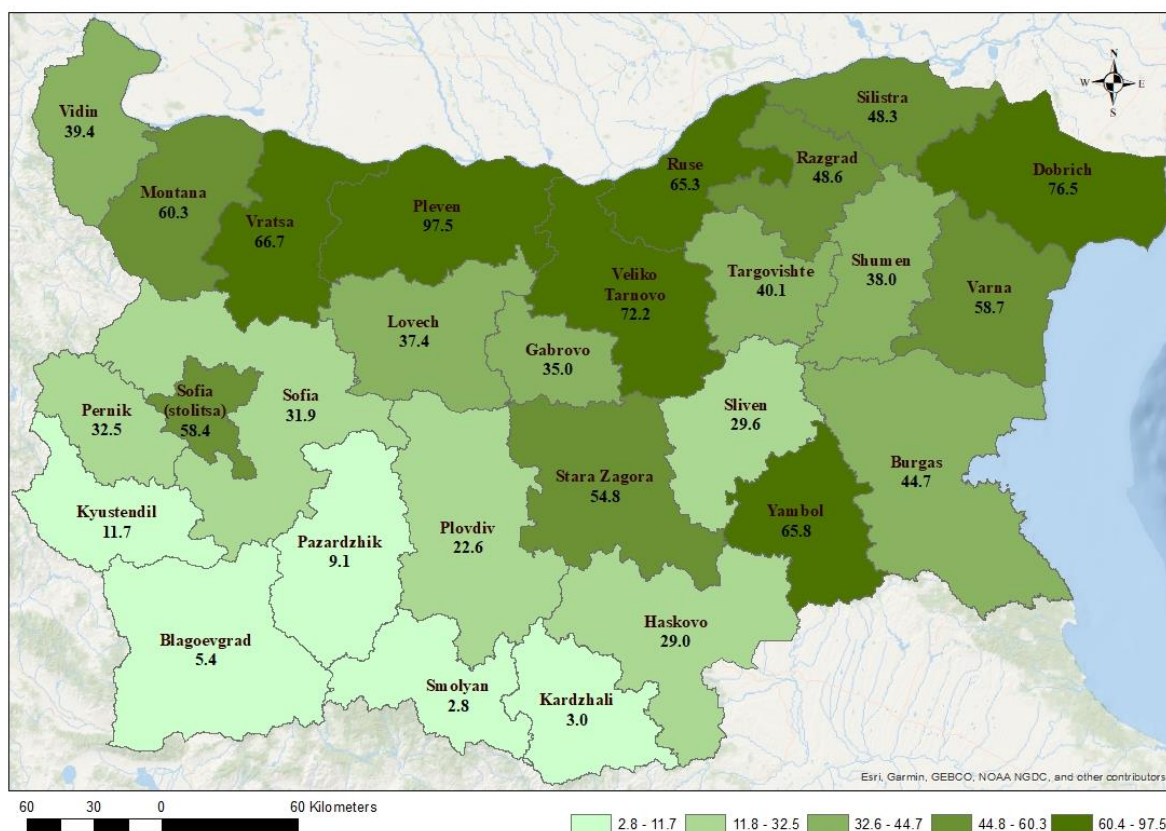 N
W E
S
Vidin
39.4
Montana
60.3
Vratsa
66.7
Pleven
97.5
Ruse
65.3
Silistra
48.3
Razgrad
48.6
Dobrich
76.5
Veliko
Tarnovo
72.2
Targovishte
40.1
Shumen
38.0
Varna
58.7
Lovech
37.4
Gabrovo
35.0
Sofia
(stolitsa)
58.4
Sofia
31.9
Pernik
32.5
Sliven
29.6
Burgas
44.7
Stara Zagora
54.8
Yambol
65.8
Kyustendil
11.7
Pazardzhik
9.1
Plovdiv
22.6
Haskovo
29.0
Blagoevgrad
5.4
Smolyan
2.8
Kardzhali
3.0
Esri, Garmin, GEBCO, NOAA NGDC, and other contributors
60 30 0 60 Kilometers
2.8 - 11.7 11.8 - 32.5 32.6 - 44.7 44.8 - 60.3 60.4 - 97.5